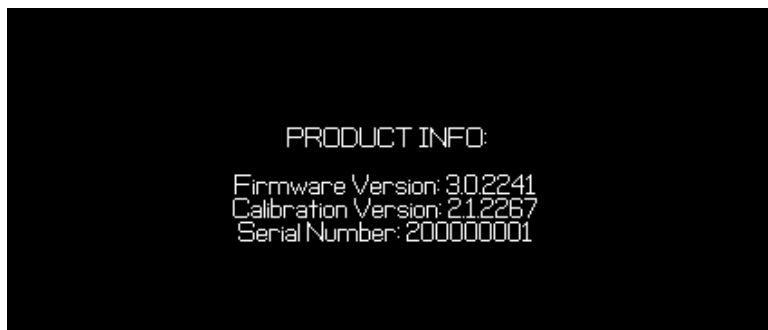 PRODUCT INFO:
Firmware Version: 3.0.2241
Calibration Version: 2.1.2267
Serial Number: 200000001